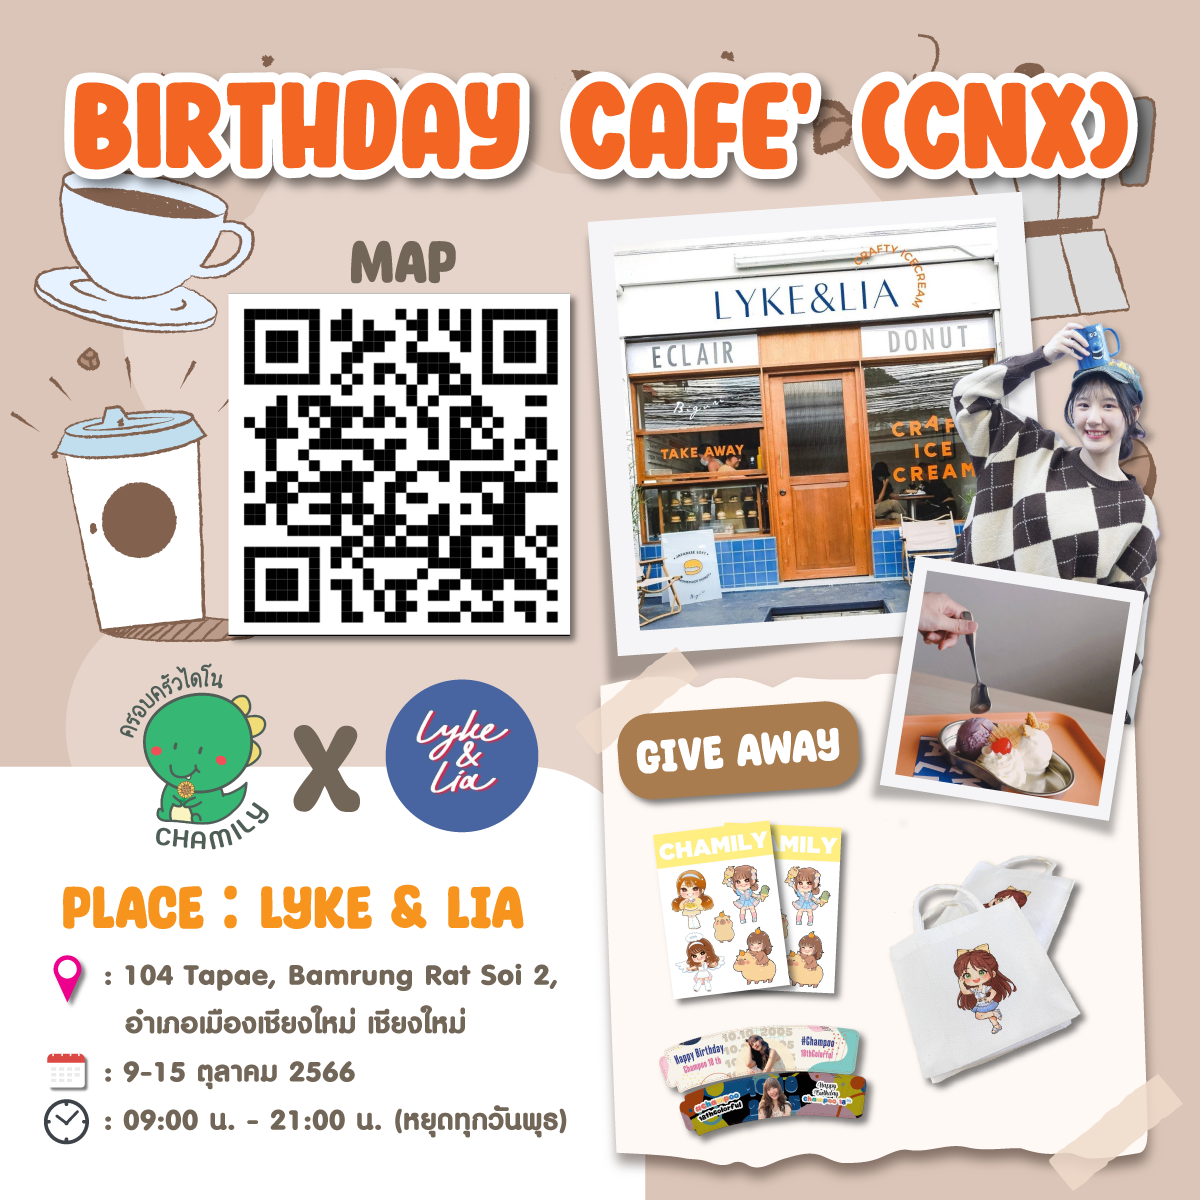 BIRTHDAY CAFE' (CNX)
MAP
CRAFTY ICECREAM
LYKE&LIA
ECLAIR
DONUT
TAKE AWAY
CRAF
ICE
CREAM
ครอบครัวไดโน
CHAMILY
X
Lyke
&
Lia
GIVE AWAY
CHAMILY
MILY
PLACE : LYKE & LIA
: 104 Tapae, Bamrung Rat Soi 2,
อำเภอเมืองเชียงใหม่ เชียงใหม่
: 9-15 ตุลาคม 2566
: 09:00 น. - 21:00 น. (หยุดทุกวันพุธ)
10.10.2005
Happy Birthday
Champoo 18 th
#Champoo
18thColorful
#Champoo
18thColorful
Happy
Birthday
Champoo 18th